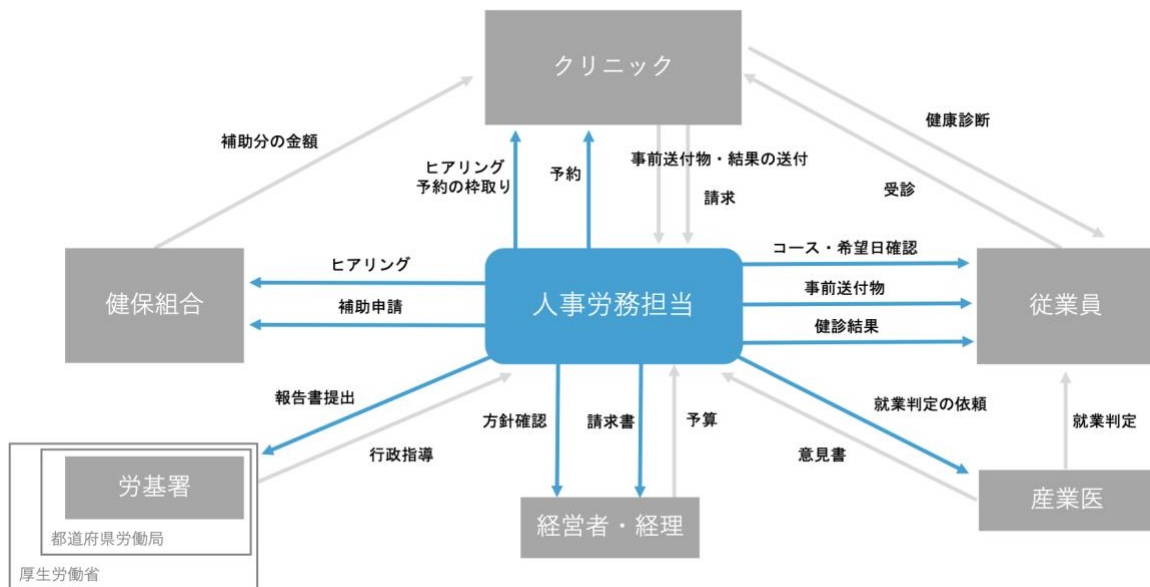 クリニック
健康診断
補助分の金額
ヒアリング
予約の枠取り
予約
事前送付物・結果の送付
請求
受診
ヒアリング
コース・希望日確認
健保組合
人事労務担当
事前送付物
従業員
補助申請
健診結果
報告書提出
方針確認
請求書
予算
就業判定の依頼
就業判定
行政指導
意見書
労基署
経営者・経理
産業医
都道府県労働局
厚生労働省